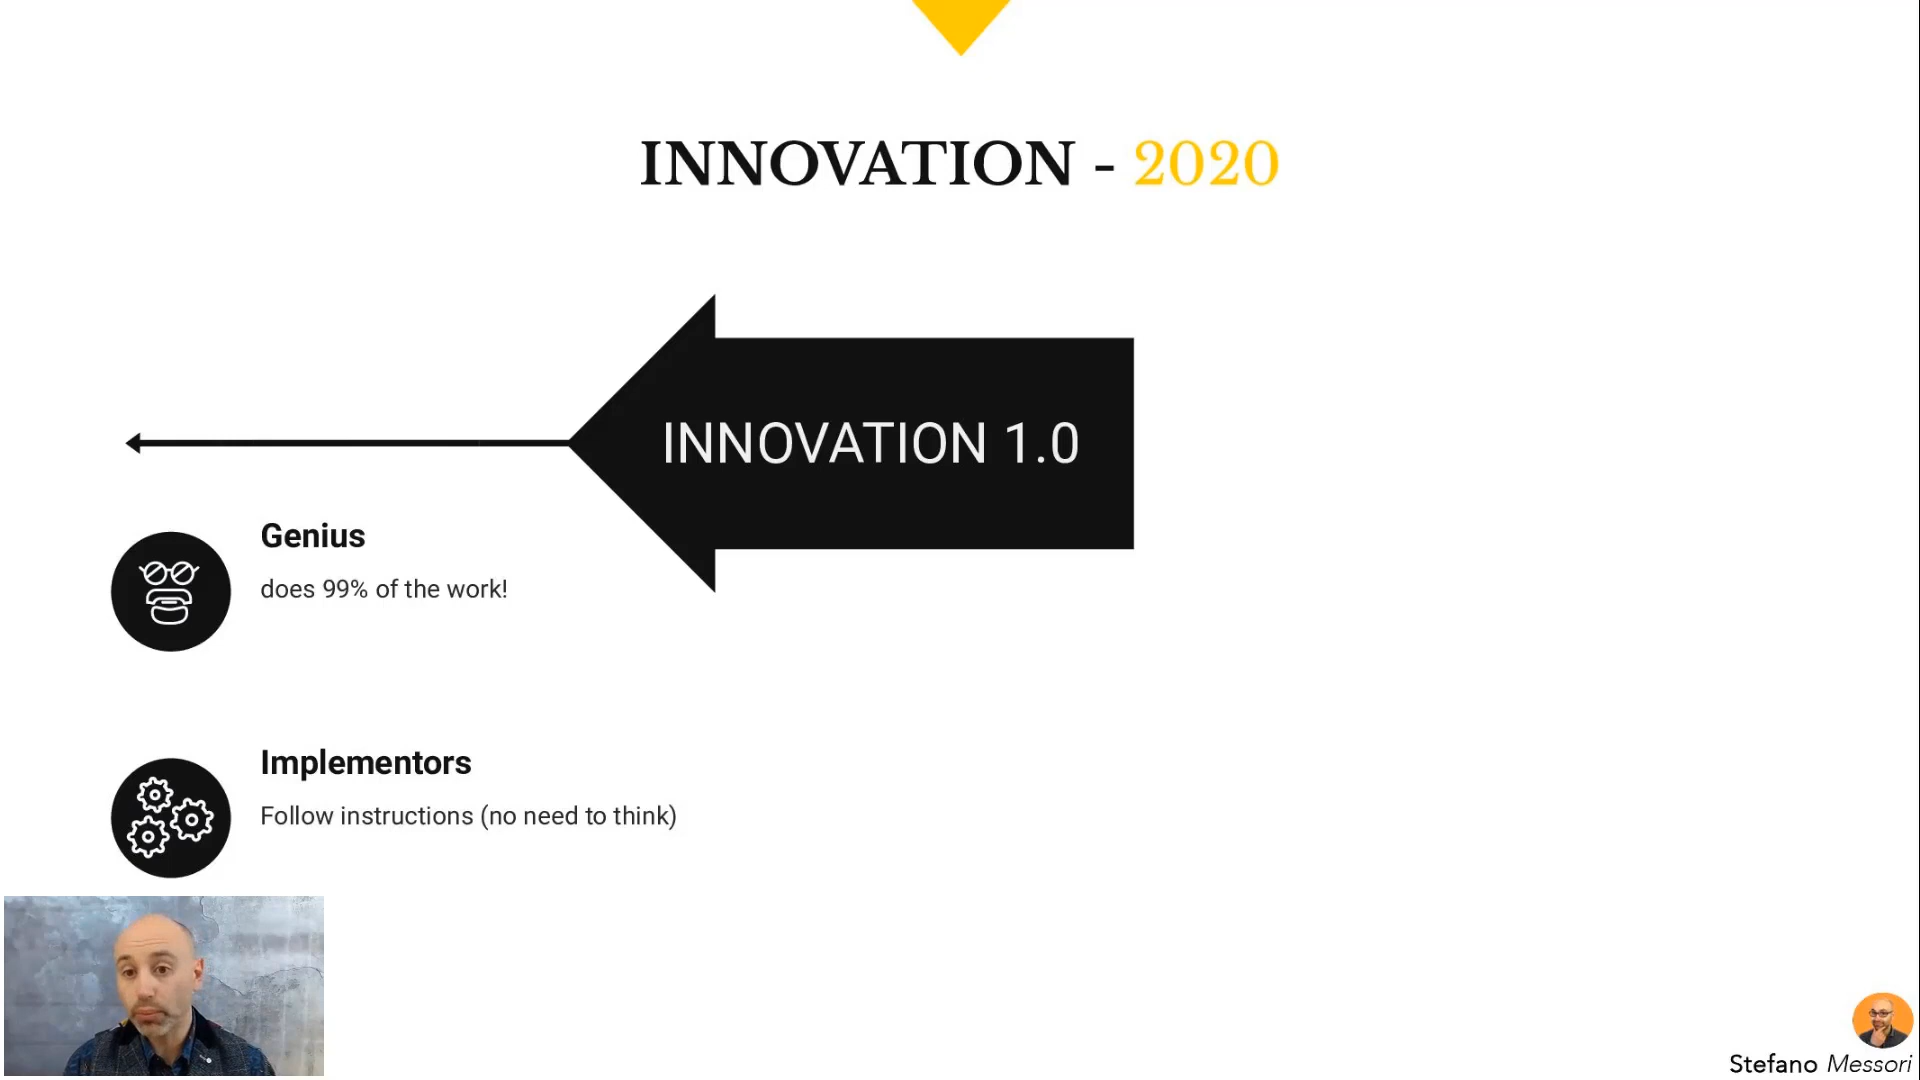 INNOVATION - 2020
INNOVATION 1.0
Genius
does 99% of the work!
Implementors
Follow instructions (no need to think)
Stefano Messori